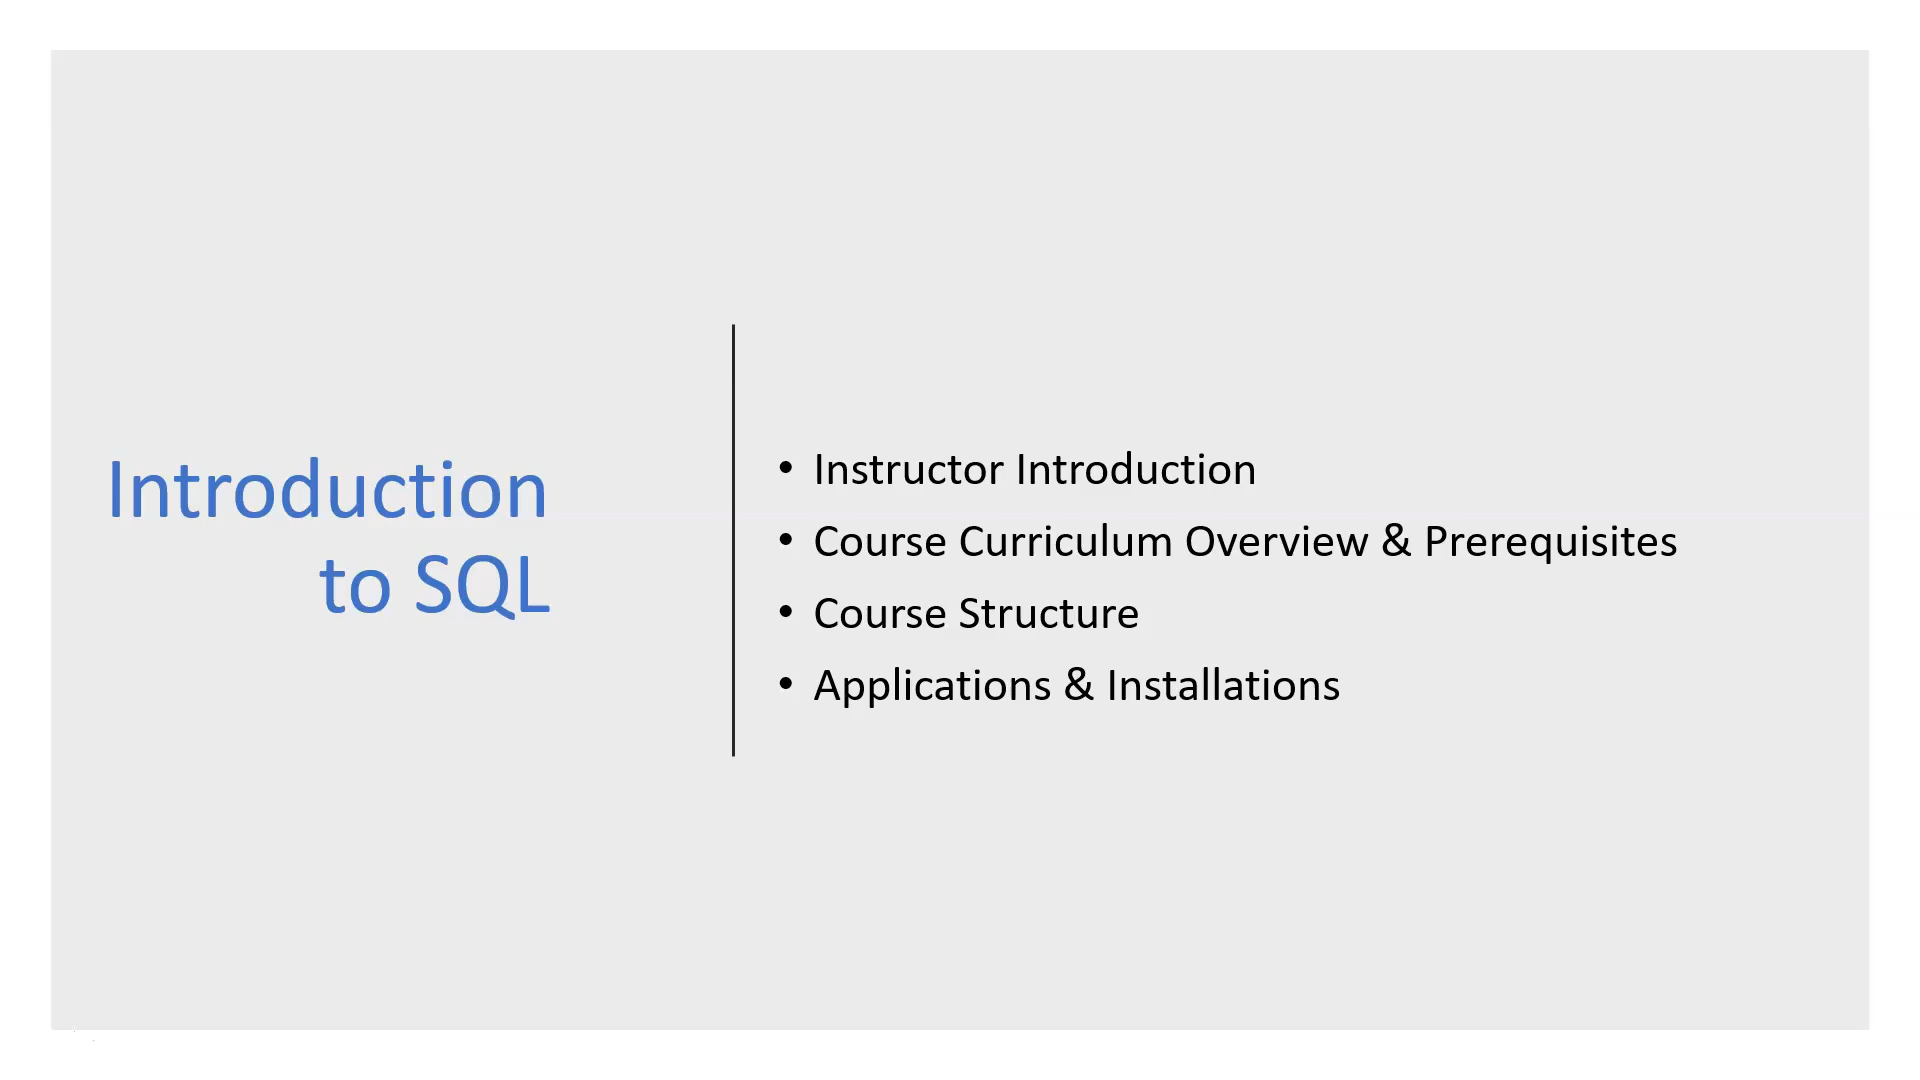 Introduction
to SQL
• Instructor Introduction
• Course Curriculum Overview & Prerequisites
• Course Structure
• Applications & Installations